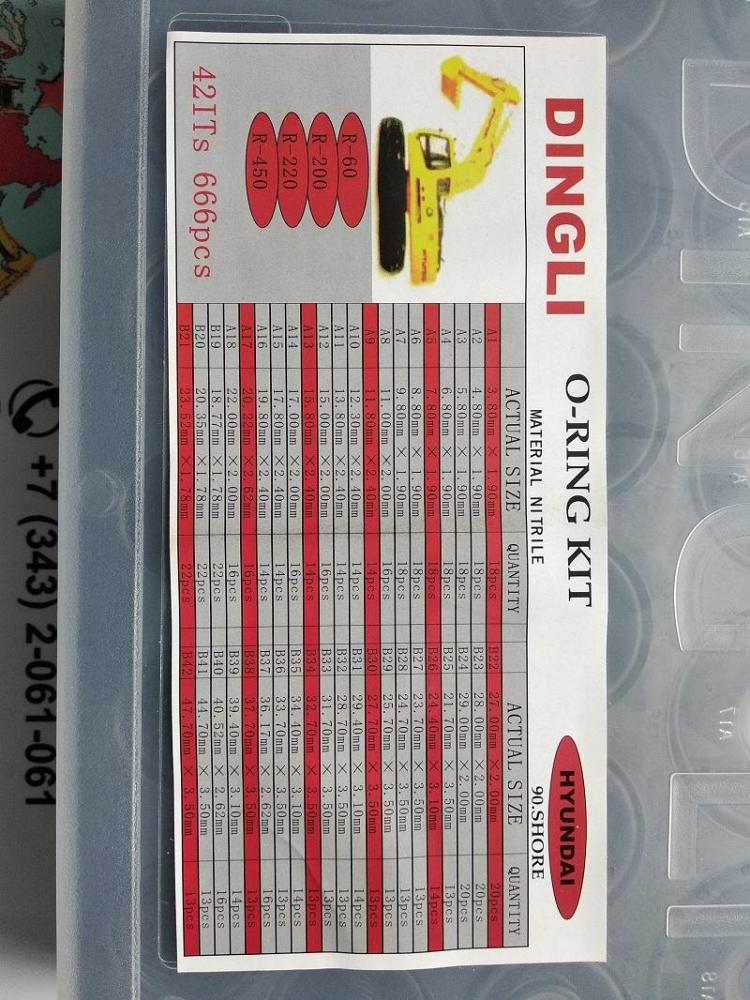 DINGLI O-RING KIT HYUNDAI
MATERIAL NITRILE 90.SHORE
R-60
R-200
R-220
R-450
42ITs 666pcs
ACTUAL SIZE QUANTITY ACTUAL SIZE QUANTITY
A1 3.80mm × 1.90mm 18pcs B22 27.00mm × 2.00mm 20pcs
A2 4.80mm × 1.90mm 18pcs B23 28.00mm × 2.00mm 20pcs
A3 5.80mm × 1.90mm 18pcs B24 29.00mm × 2.00mm 20pcs
A4 6.80mm × 1.90mm 18pcs B25 21.70mm × 3.50mm 13pcs
A5 7.80mm × 1.90mm 18pcs B26 24.40mm × 3.10mm 14pcs
A6 8.80mm × 1.90mm 18pcs B27 23.70mm × 3.50mm 13pcs
A7 9.80mm × 1.90mm 18pcs B28 24.70mm × 3.50mm 13pcs
A8 11.00mm × 2.00mm 16pcs B29 25.70mm × 3.50mm 13pcs
A9 11.80mm × 2.40mm 14pcs B30 27.70mm × 3.50mm 13pcs
A10 12.30mm × 2.40mm 14pcs B31 29.40mm × 3.10mm 14pcs
A11 13.80mm × 2.40mm 14pcs B32 28.70mm × 3.50mm 13pcs
A12 15.00mm × 2.00mm 16pcs B33 31.70mm × 3.50mm 13pcs
A13 15.80mm × 2.40mm 14pcs B34 32.70mm × 3.50mm 13pcs
A14 17.00mm × 2.00mm 16pcs B35 34.40mm × 3.10mm 14pcs
A15 17.80mm × 2.40mm 14pcs B36 33.70mm × 3.50mm 13pcs
A16 19.80mm × 2.40mm 14pcs B37 36.17mm × 2.62mm 16pcs
A17 20.22mm × 2.62mm 16pcs B38 37.70mm × 3.50mm 13pcs
A18 22.00mm × 2.00mm 16pcs B39 39.40mm × 3.10mm 14pcs
B19 18.77mm × 1.78mm 22pcs B40 40.52mm × 2.62mm 16pcs
B20 20.35mm × 1.78mm 22pcs B41 44.70mm × 3.50mm 13pcs
B21 23.52mm × 1.78mm 22pcs B42 47.70mm × 3.50mm 13pcs
DINGLI
+7 (343) 2-061-061